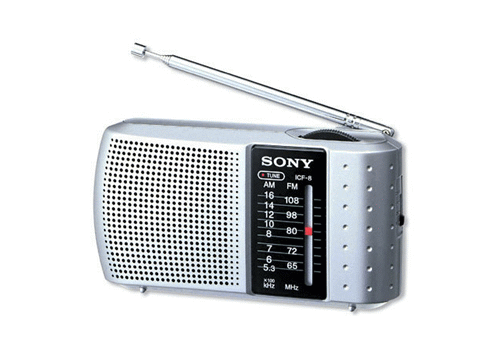 SONY
TUNE ICF-8
AM FM
16 108
14
12 98
10
8 80
7 72
6
5.3 65
x100
kHz MHz